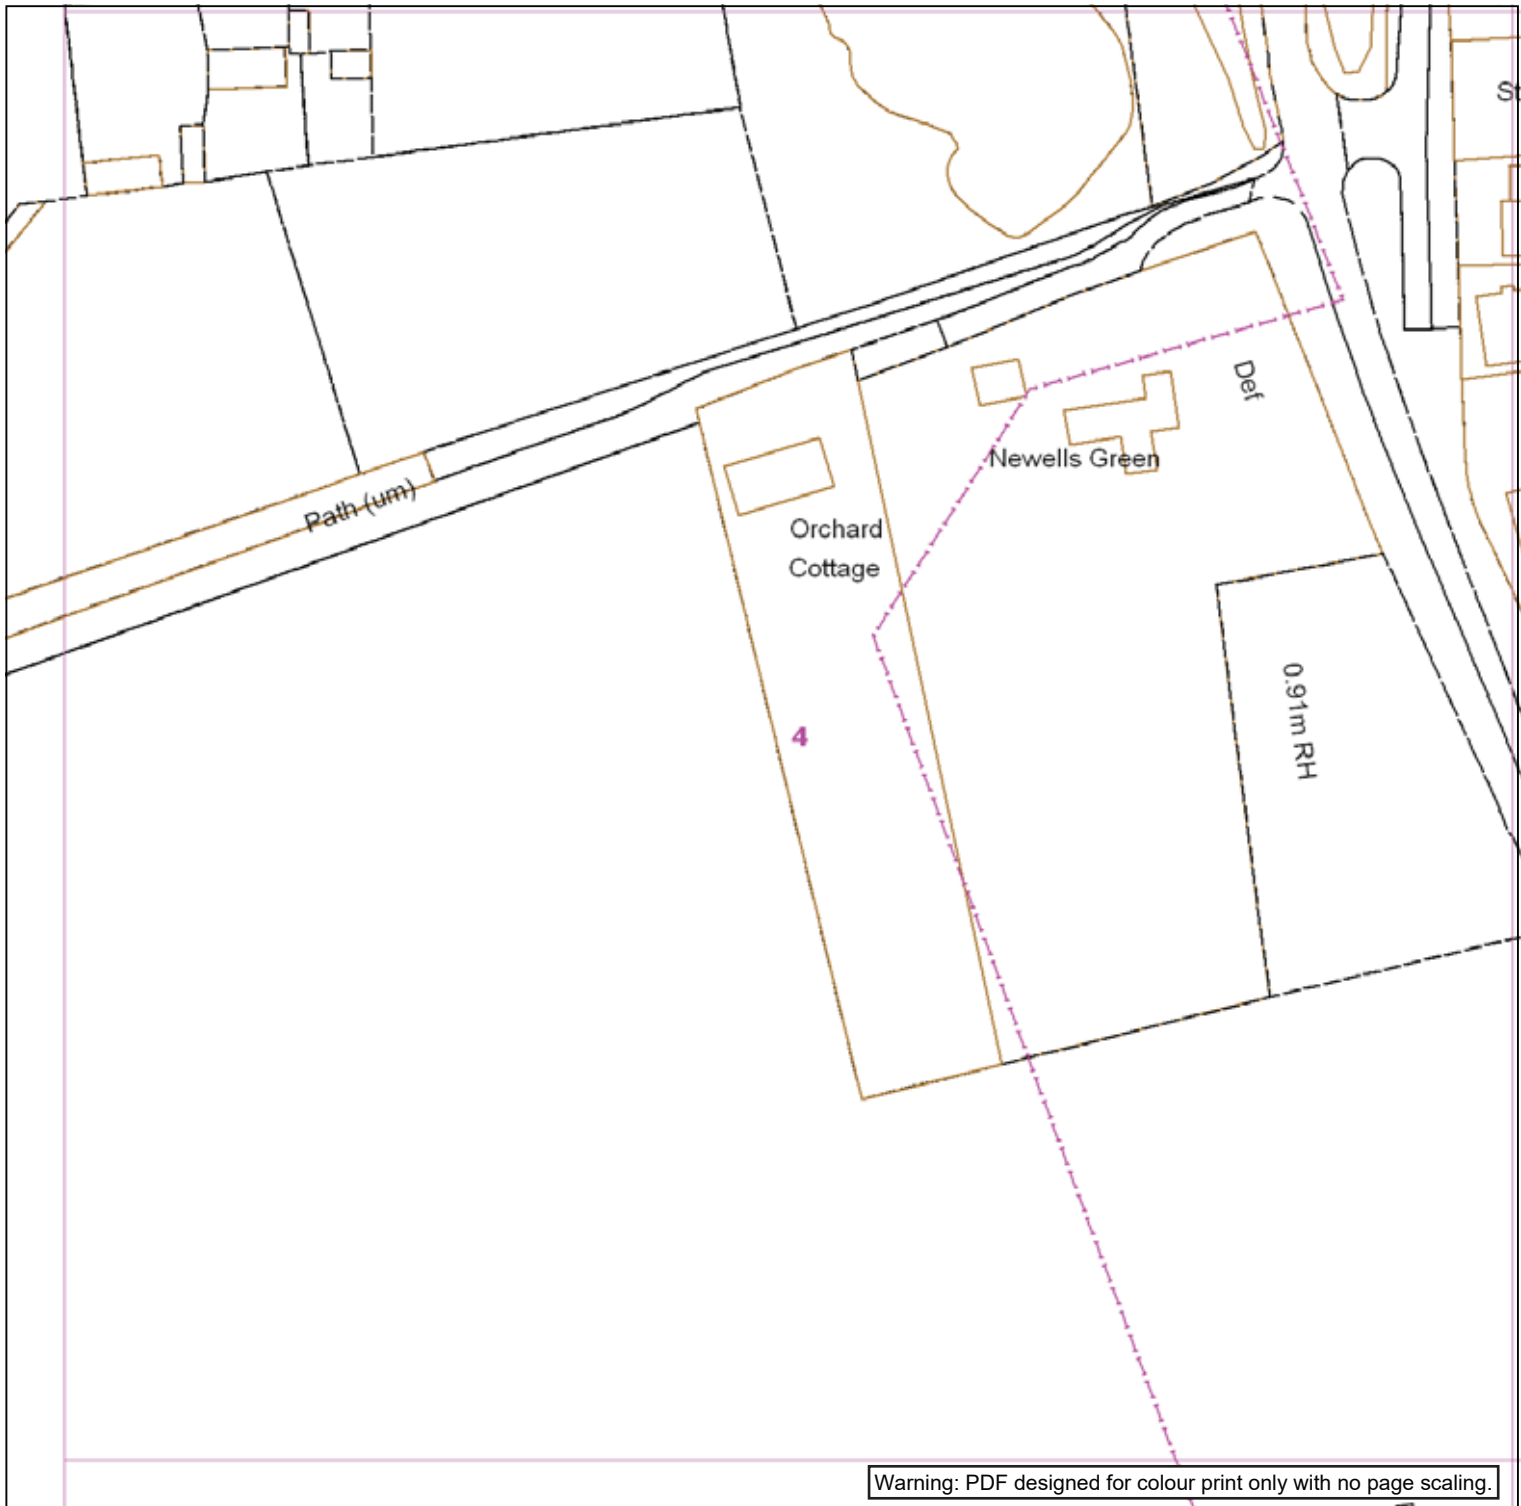 St
Def
Newells Green
Path (um)
Orchard
Cottage
0.91m RH
4
Warning: PDF designed for colour print only with no page scaling.